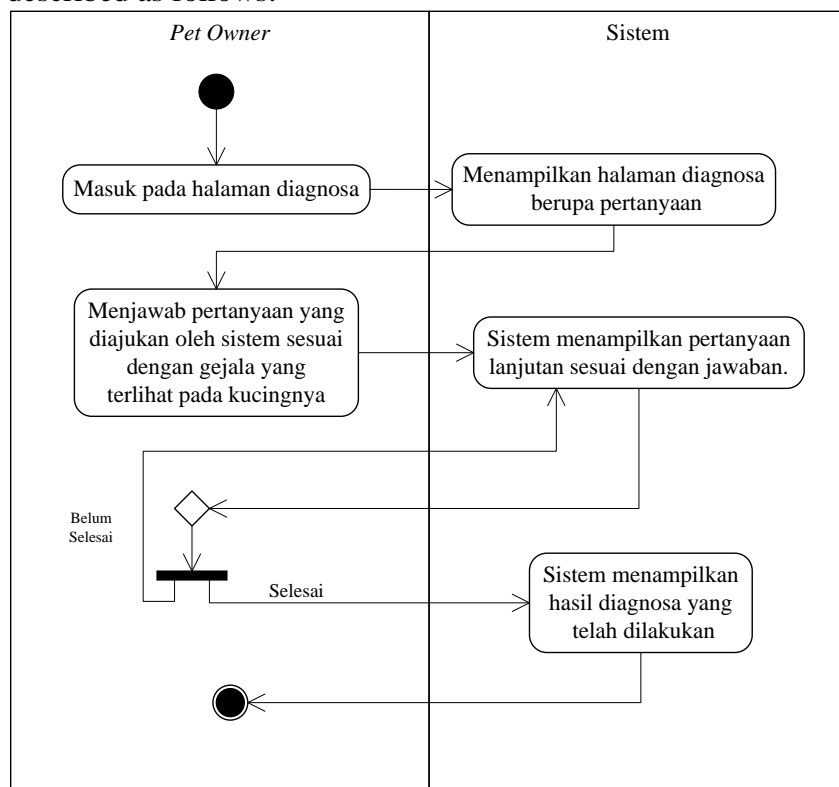 described as follows:
Pet Owner
Sistem
Masuk pada halaman diagnosa
Menampilkan halaman diagnosa
berupa pertanyaan
Menjawab pertanyaan yang
diajukan oleh sistem sesuai
dengan gejala yang
terlihat pada kucingnya
Sistem menampilkan pertanyaan
lanjutan sesuai dengan jawaban.
Belum
Selesai
Selesai
Sistem menampilkan
hasil diagnosa yang
telah dilakukan